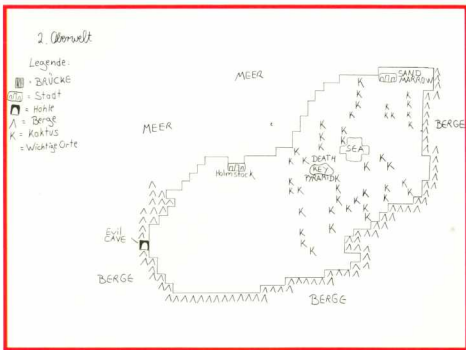 2. Oberwelt
Legende:
= BRÜCKE
= Stadt
= Höhle
Λ = Berge
K = Kaktus
= Wichtige Orte
MEER
MEER
SAND
MARROW
BERGE
SEA
DEATH
KEY
PYRAMIDE
Holmstock
Evil
CAVE
BERGE
BERGE